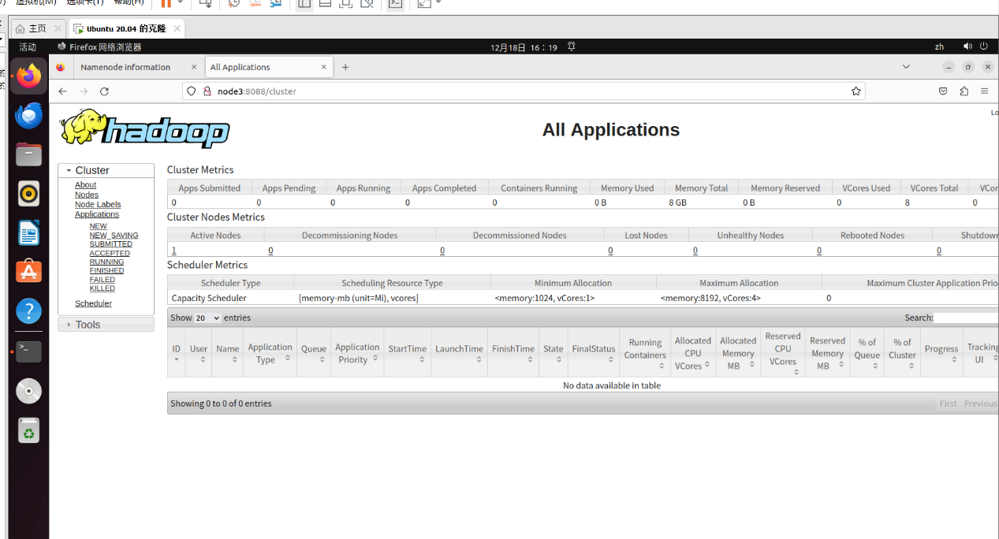 虚拟机(M) 选项卡(T) 帮助(H)
主页 Ubuntu 20.04 的克隆
活动 Firefox 网络浏览器 12月18日 16：19 zh
Namenode information All Applications
node3:8088/cluster
Lo
hadoop All Applications
Cluster
About
Nodes
Node Labels
Applications
NEW
NEW_SAVING
SUBMITTED
ACCEPTED
RUNNING
FINISHED
FAILED
KILLED
Scheduler
Tools
Cluster Metrics
Apps Submitted Apps Pending Apps Running Apps Completed Containers Running Memory Used Memory Total Memory Reserved VCores Used VCores Total VCor
0 0 0 0 0 0 B 8 GB 0 B 0 8 0
Cluster Nodes Metrics
Active Nodes Decommissioning Nodes Decommissioned Nodes Lost Nodes Unhealthy Nodes Rebooted Nodes Shutdown
1 0 0 0 0 0 0
Scheduler Metrics
Scheduler Type Scheduling Resource Type Minimum Allocation Maximum Allocation Maximum Cluster Application Prio
Capacity Scheduler [memory-mb (unit=Mi), vcores] <memory:1024, vCores:1> <memory:8192, vCores:4> 0
Show 20 entries Search:
ID User Name Application Type Queue Application Priority StartTime LaunchTime FinishTime State FinalStatus Running Containers Allocated CPU VCores Allocated Memory MB Reserved CPU VCores Reserved Memory MB % of Queue % of Cluster Progress Tracking UI
No data available in table
Showing 0 to 0 of 0 entries First Previous